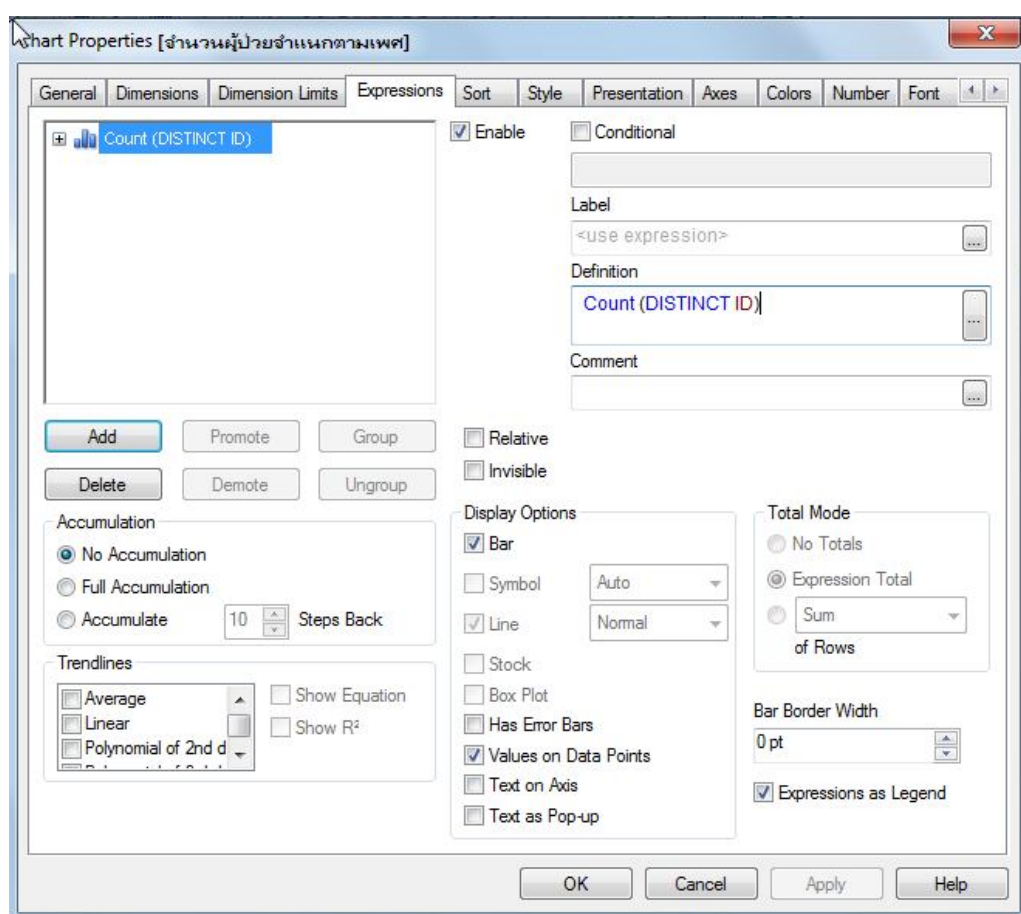 Chart Properties [จำนวนผู้ป่วยจำแนกตามเพศ]
General Dimensions Dimension Limits Expressions Sort Style Presentation Axes Colors Number Font
Count (DISTINCT ID)
Enable
Conditional
Label
<use expression>
...
Definition
Count (DISTINCT ID)
...
Comment
...
Add Promote Group
Delete Demote Ungroup
Relative
Invisible
Accumulation
No Accumulation
Full Accumulation
Accumulate 10 Steps Back
Trendlines
Average
Linear
Polynomial of 2nd d
Show Equation
Show R²
Display Options
Bar
Symbol Auto
Line Normal
Stock
Box Plot
Has Error Bars
Values on Data Points
Text on Axis
Text as Pop-up
Total Mode
No Totals
Expression Total
Sum
of Rows
Bar Border Width
0 pt
Expressions as Legend
OK Cancel Apply Help